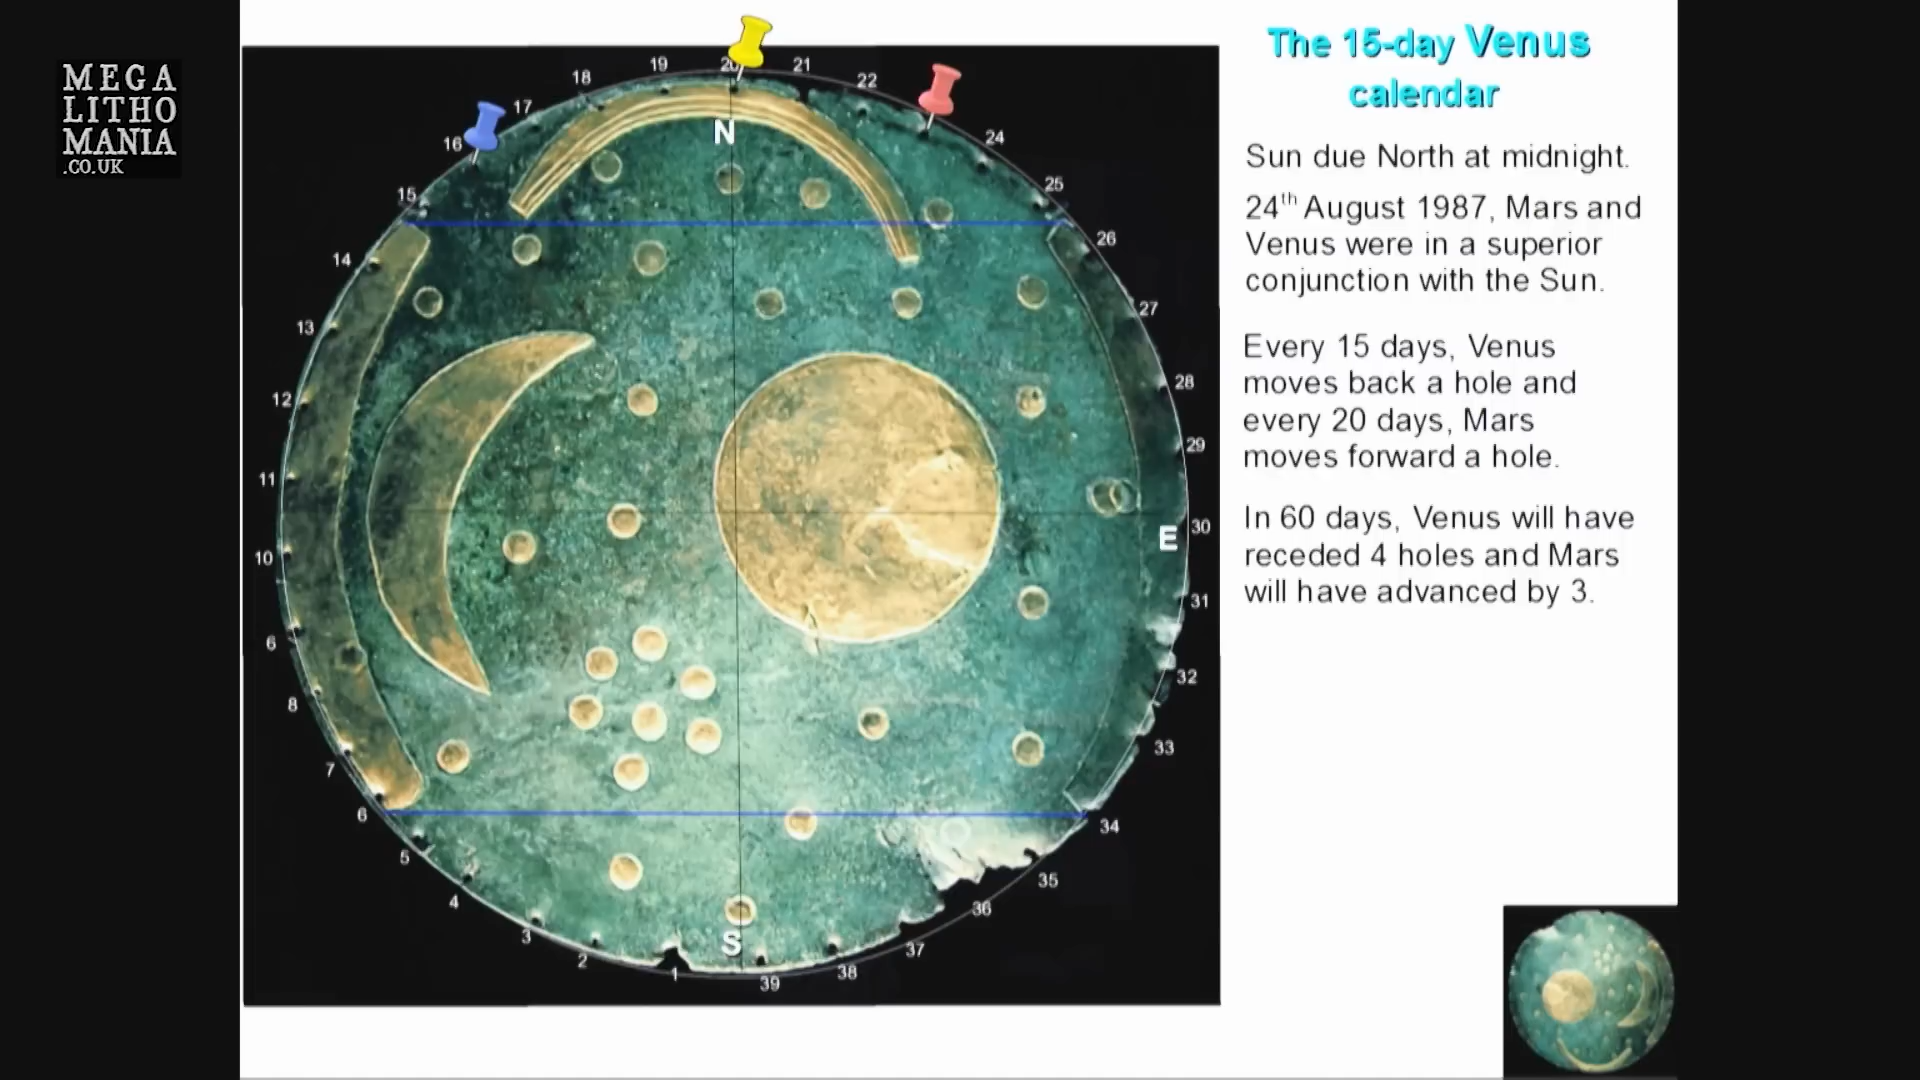 MEGA
LITHO
MANIA
.CO.UK
The 15-day Venus
calendar
Sun due North at midnight.
24th August 1987, Mars and
Venus were in a superior
conjunction with the Sun.
Every 15 days, Venus
moves back a hole and
every 20 days, Mars
moves forward a hole.
In 60 days, Venus will have
receded 4 holes and Mars
will have advanced by 3.
N
E
S
1
2
3
4
5
6
7
8
6
10
11
12
13
14
15
16
17
18
19
20
21
22
24
25
26
27
28
29
30
31
32
33
34
35
36
37
38
39